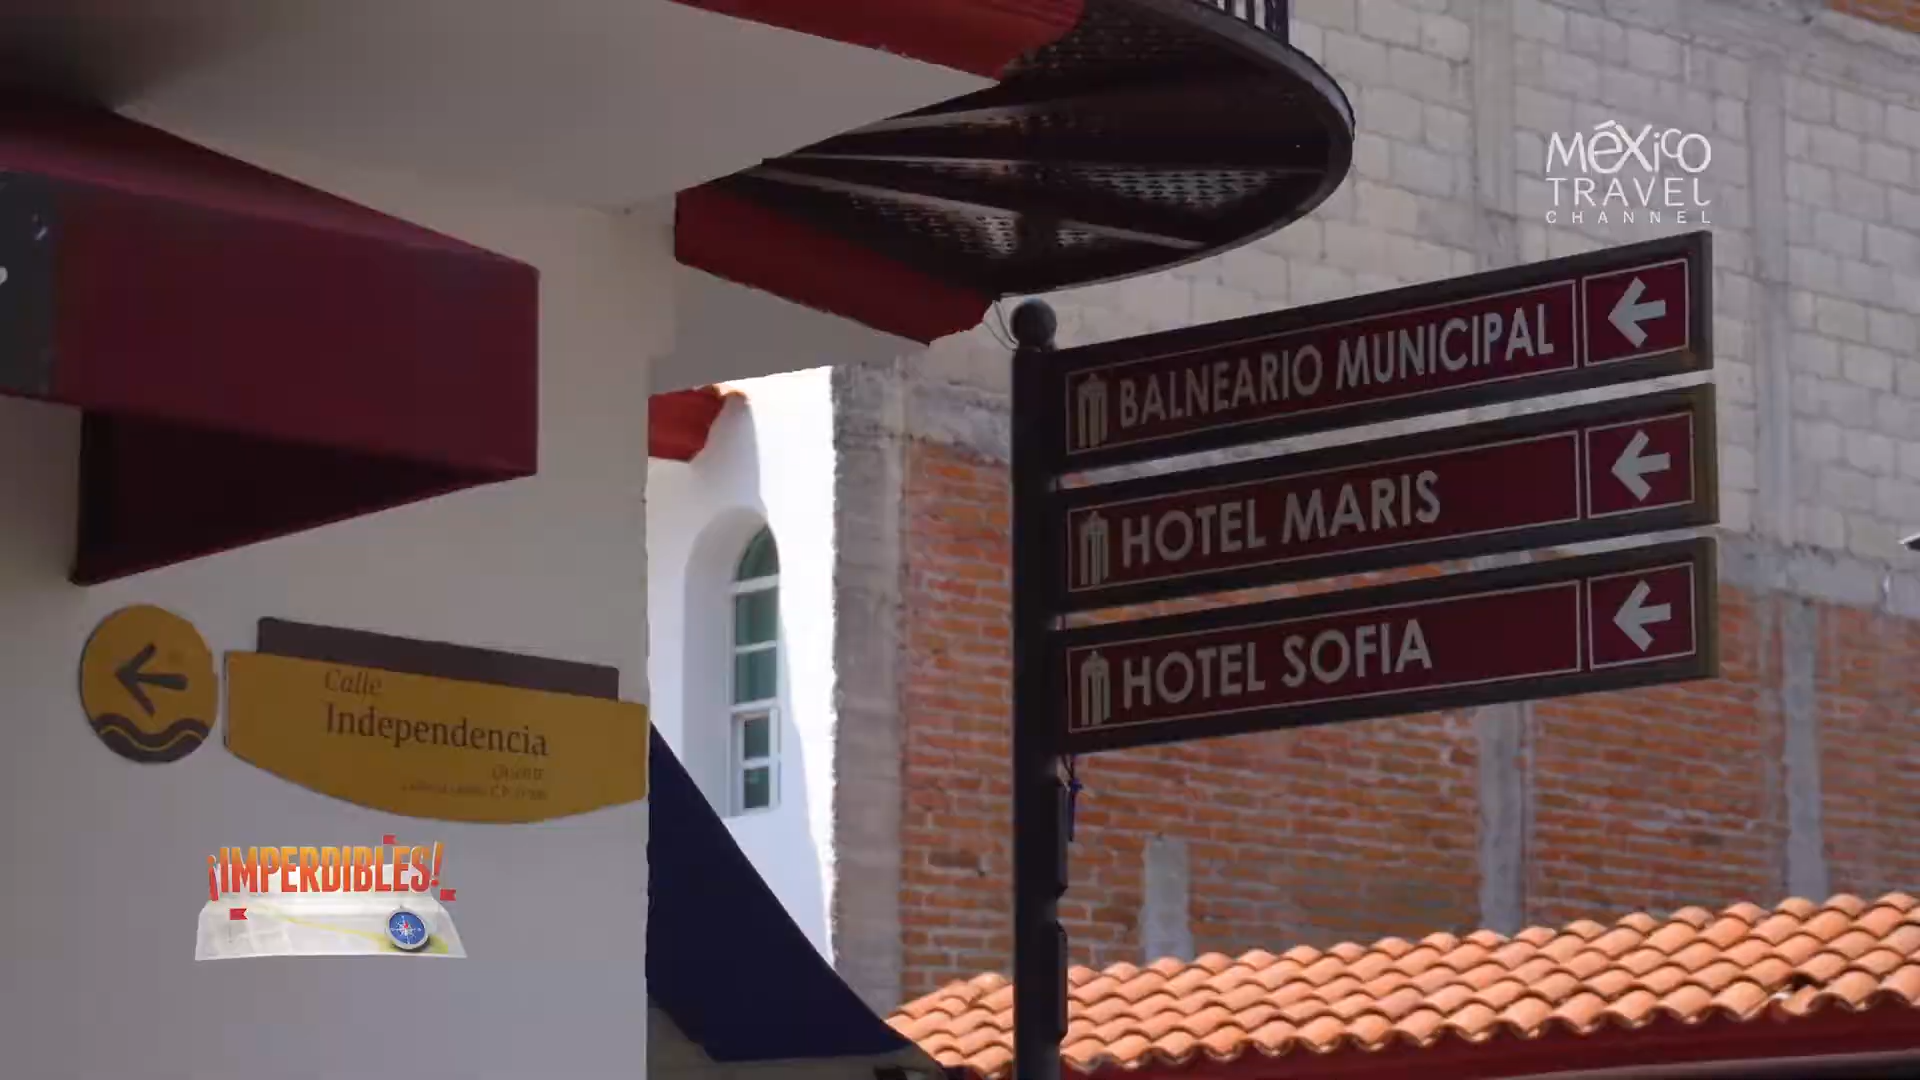 MéXico
TRAVEL
CHANNEL
BALNEARIO MUNICIPAL
HOTEL MARIS
HOTEL SOFIA
Calle
Independencia
¡IMPERDIBLES!